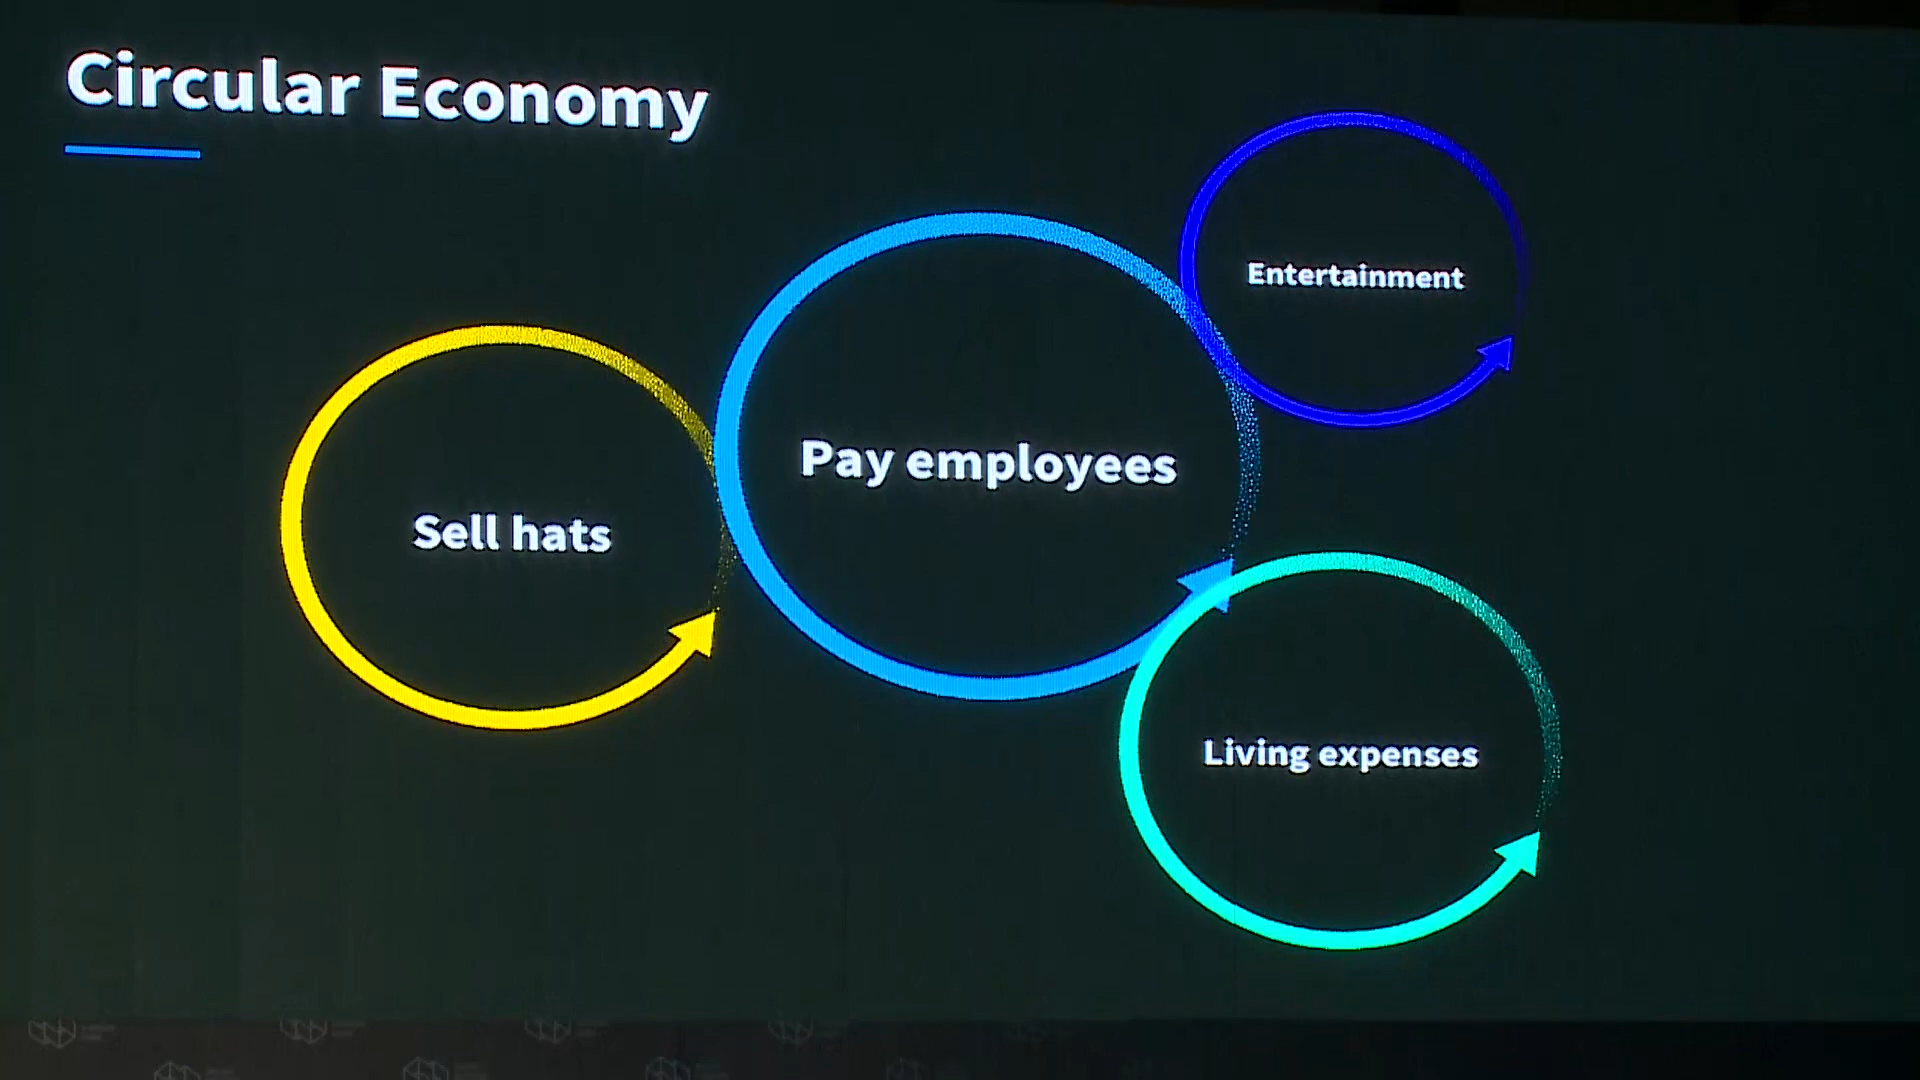 Circular Economy
Entertainment
Pay employees
Sell hats
Living expenses